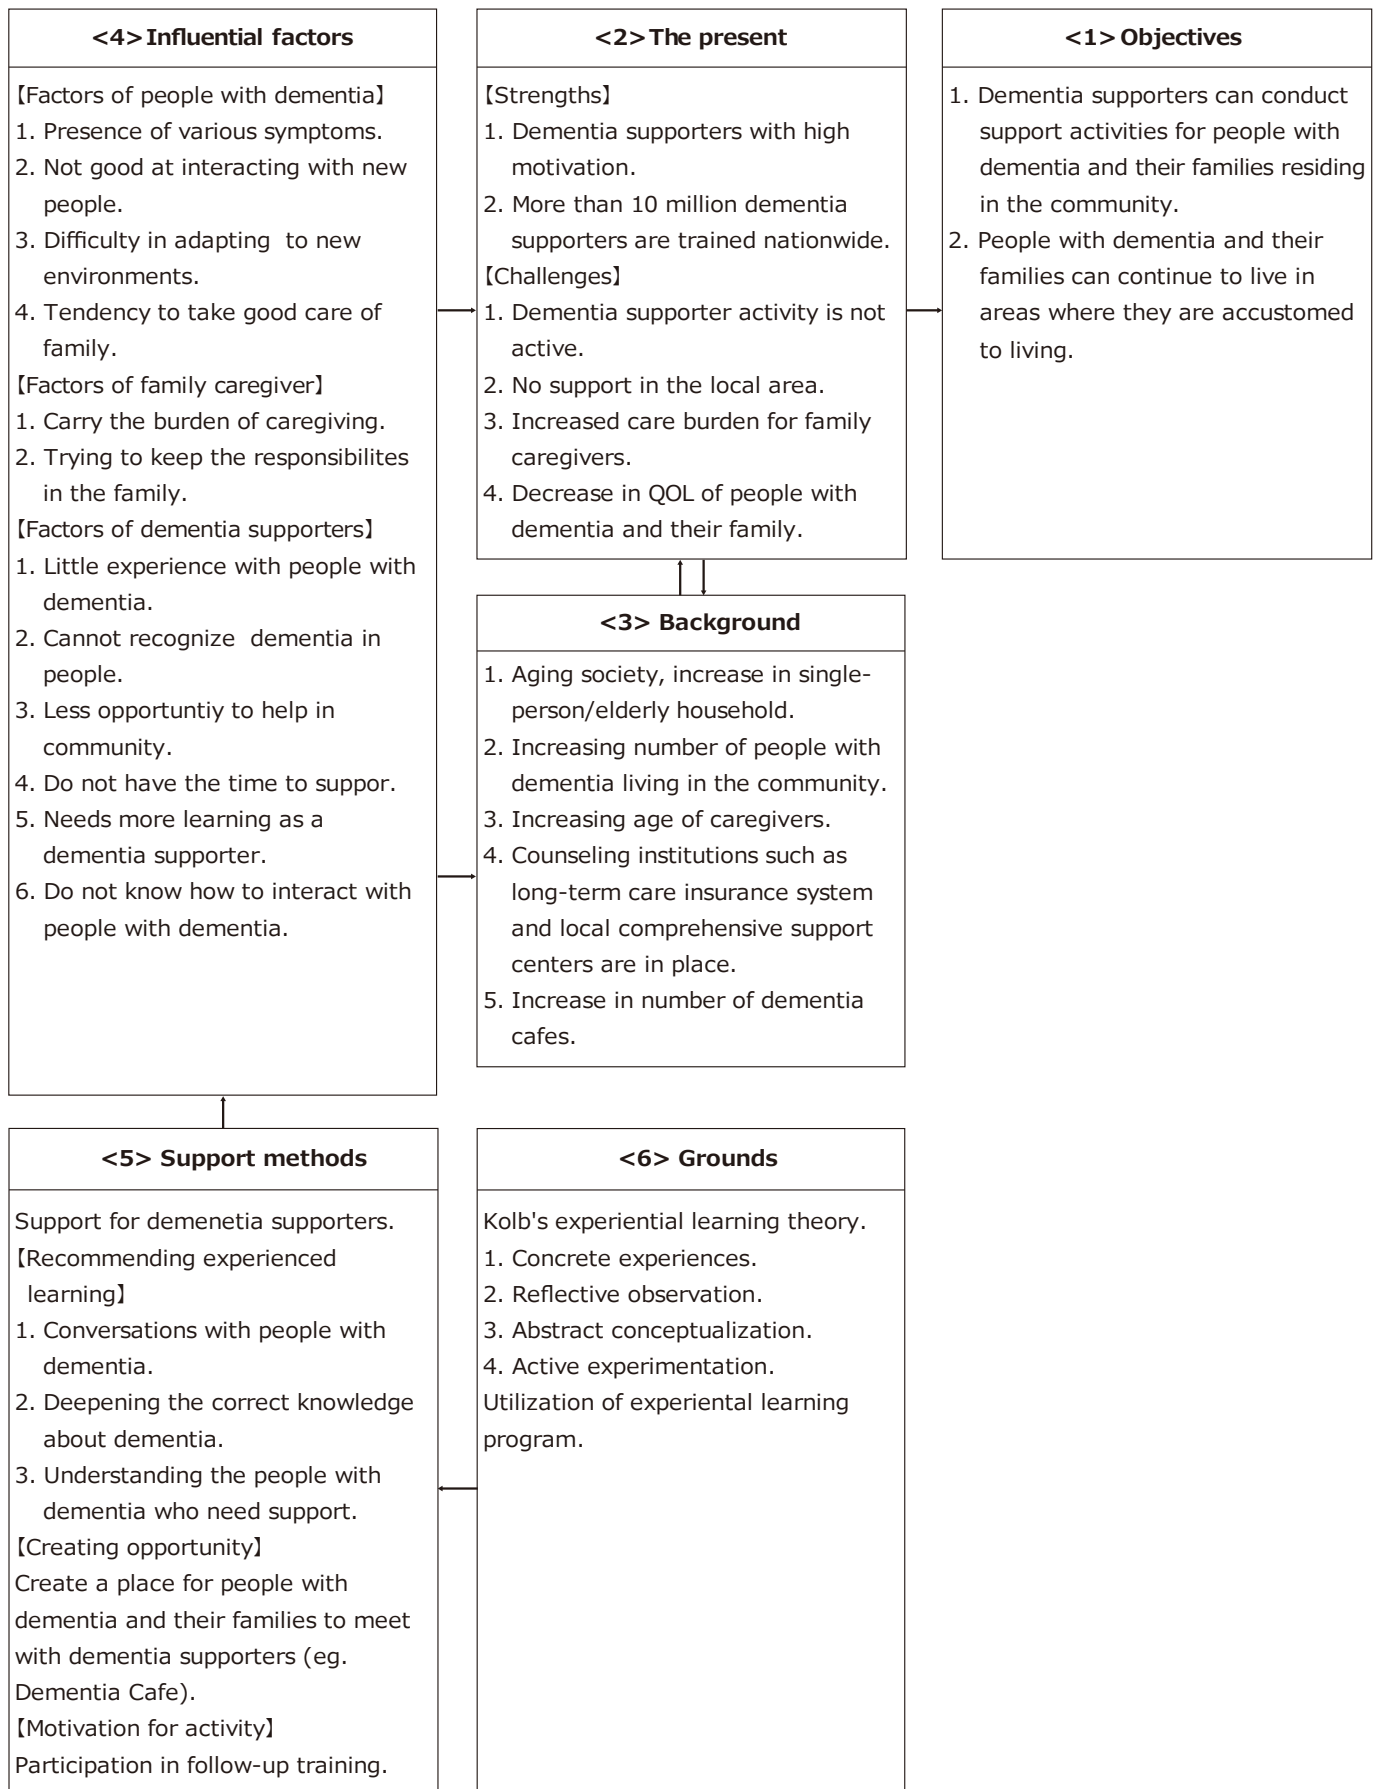 <4> Influential factors
【Factors of people with dementia】
1. Presence of various symptoms.
2. Not good at interacting with new
people.
3. Difficulty in adapting to new
environments.
4. Tendency to take good care of
family.
【Factors of family caregiver】
1. Carry the burden of caregiving.
2. Trying to keep the responsibilites
in the family.
【Factors of dementia supporters】
1. Little experience with people with
dementia.
2. Cannot recognize dementia in
people.
3. Less opportuntiy to help in
community.
4. Do not have the time to suppor.
5. Needs more learning as a
dementia supporter.
6. Do not know how to interact with
people with dementia.
<2> The present
【Strengths】
1. Dementia supporters with high
motivation.
2. More than 10 million dementia
supporters are trained nationwide.
【Challenges】
1. Dementia supporter activity is not
active.
2. No support in the local area.
3. Increased care burden for family
caregivers.
4. Decrease in QOL of people with
dementia and their family.
<1> Objectives
1. Dementia supporters can conduct
support activities for people with
dementia and their families residing
in the community.
2. People with dementia and their
families can continue to live in
areas where they are accustomed
to living.
<3> Background
1. Aging society, increase in single-
person/elderly household.
2. Increasing number of people with
dementia living in the community.
3. Increasing age of caregivers.
4. Counseling institutions such as
long-term care insurance system
and local comprehensive support
centers are in place.
5. Increase in number of dementia
cafes.
<5> Support methods
Support for demenetia supporters.
【Recommending experienced
learning】
1. Conversations with people with
dementia.
2. Deepening the correct knowledge
about dementia.
3. Understanding the people with
dementia who need support.
【Creating opportunity】
Create a place for people with
dementia and their families to meet
with dementia supporters (eg.
Dementia Cafe).
【Motivation for activity】
Participation in follow-up training.
<6> Grounds
Kolb's experiential learning theory.
1. Concrete experiences.
2. Reflective observation.
3. Abstract conceptualization.
4. Active experimentation.
Utilization of experiental learning
program.